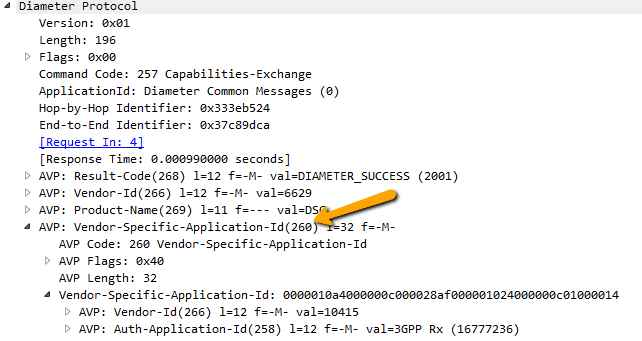 Diameter Protocol
Version: 0x01
Length: 196
Flags: 0x00
Command Code: 257 Capabilities-Exchange
ApplicationId: Diameter Common Messages (0)
Hop-by-Hop Identifier: 0x333eb524
End-to-End Identifier: 0x37c89dca
[Request In: 4]
[Response Time: 0.000990000 seconds]
AVP: Result-Code(268) l=12 f=-M- val=DIAMETER_SUCCESS (2001)
AVP: Vendor-Id(266) l=12 f=-M- val=6629
AVP: Product-Name(269) l=11 f=--- val=DSC
AVP: Vendor-Specific-Application-Id(260) l=32 f=-M-
AVP Code: 260 Vendor-Specific-Application-Id
AVP Flags: 0x40
AVP Length: 32
Vendor-Specific-Application-Id: 0000010a4000000c000028af000001024000000c01000014
AVP: Vendor-Id(266) l=12 f=-M- val=10415
AVP: Auth-Application-Id(258) l=12 f=-M- val=3GPP Rx (16777236)